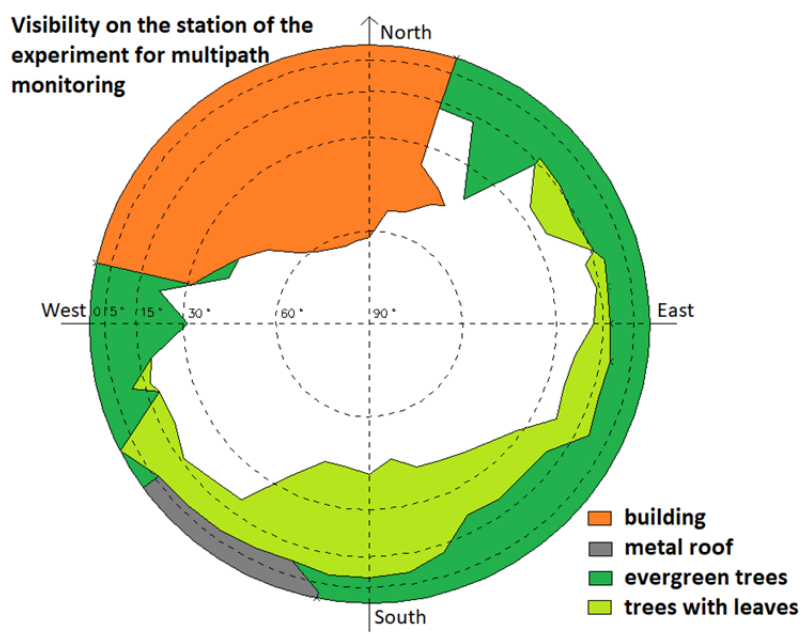 Visibility on the station of the
experiment for multipath
monitoring
North
West 0° 5° 15° 30° 60° 90° East
South
building
metal roof
evergreen trees
trees with leaves